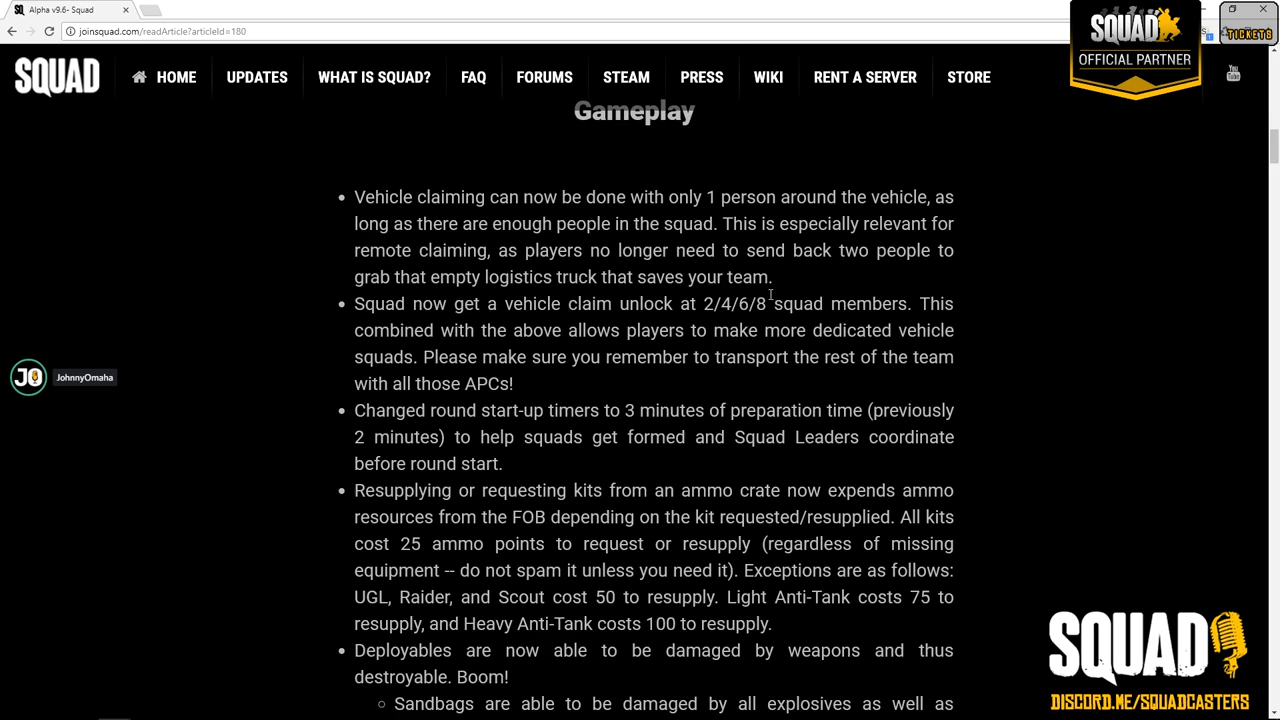 Alpha v9.6- Squad
joinsquad.com/readArticle?articleId=180
SQUAD
OFFICIAL PARTNER
TICKETS
SQUAD
HOME
UPDATES
WHAT IS SQUAD?
FAQ
FORUMS
STEAM
PRESS
WIKI
RENT A SERVER
STORE
You
Tube
Gameplay
Vehicle claiming can now be done with only 1 person around the vehicle, as
long as there are enough people in the squad. This is especially relevant for
remote claiming, as players no longer need to send back two people to
grab that empty logistics truck that saves your team.
Squad now get a vehicle claim unlock at 2/4/6/8 squad members. This
combined with the above allows players to make more dedicated vehicle
squads. Please make sure you remember to transport the rest of the team
with all those APCs!
JO
JohnnyOmaha
Changed round start-up timers to 3 minutes of preparation time (previously
2 minutes) to help squads get formed and Squad Leaders coordinate
before round start.
Resupplying or requesting kits from an ammo crate now expends ammo
resources from the FOB depending on the kit requested/resupplied. All kits
cost 25 ammo points to request or resupply (regardless of missing
equipment -- do not spam it unless you need it). Exceptions are as follows:
UGL, Raider, and Scout cost 50 to resupply. Light Anti-Tank costs 75 to
resupply, and Heavy Anti-Tank costs 100 to resupply.
Deployables are now able to be damaged by weapons and thus
destroyable. Boom!
Sandbags are able to be damaged by all explosives as well as
SQUAD
DISCORD.ME/SQUADCASTERS